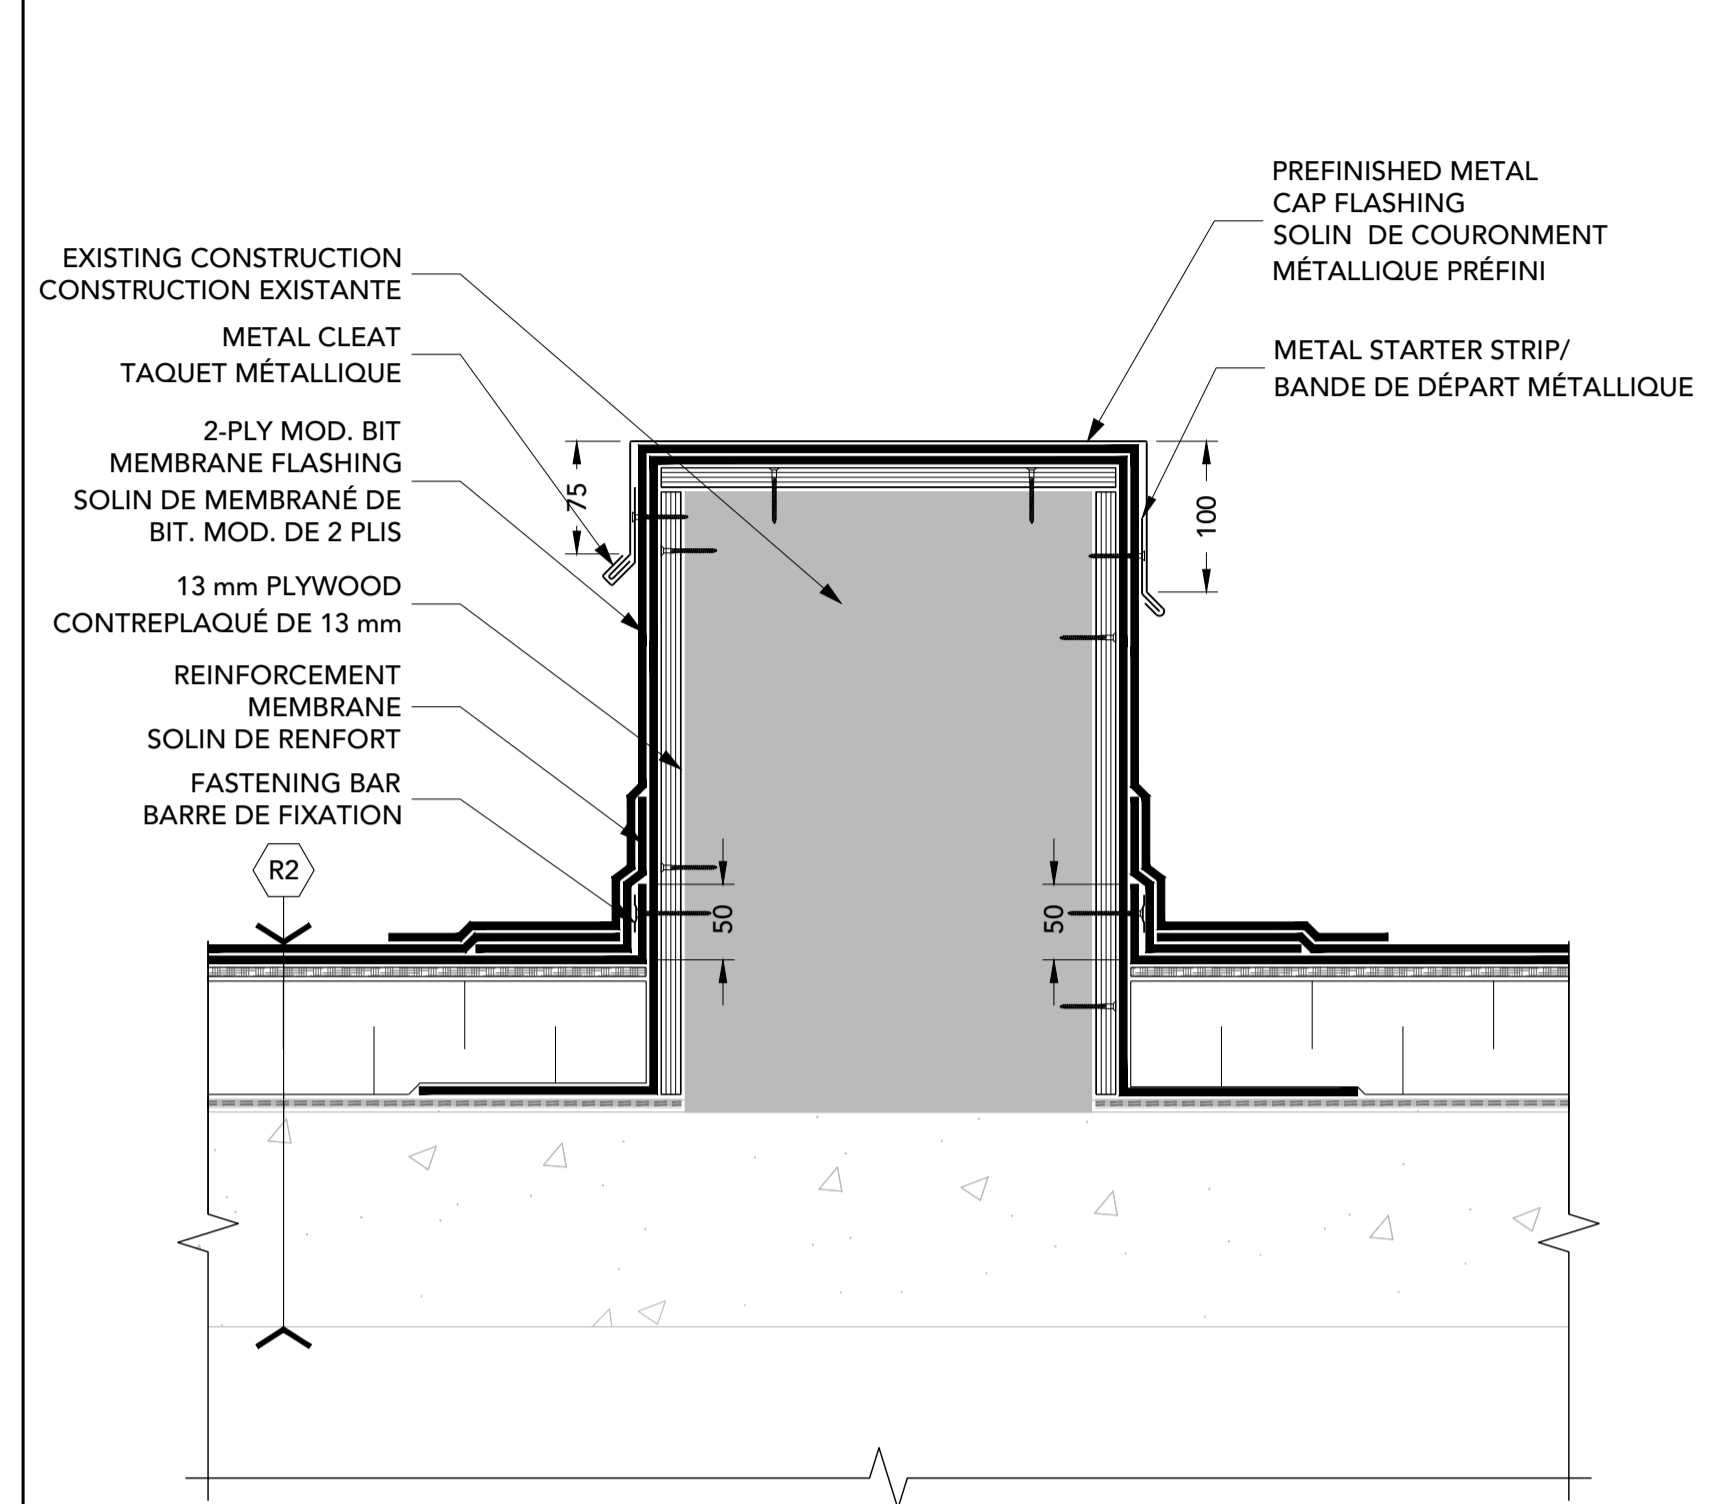 PREFINISHED METAL
CAP FLASHING
SOLIN DE COURONMENT
MÉTALLIQUE PRÉFINI
EXISTING CONSTRUCTION
CONSTRUCTION EXISTANTE
METAL CLEAT
TAQUET MÉTALLIQUE
METAL STARTER STRIP/
BANDE DE DÉPART MÉTALLIQUE
2-PLY MOD. BIT
MEMBRANE FLASHING
SOLIN DE MEMBRANÉ DE
BIT. MOD. DE 2 PLIS
75
100
13 mm PLYWOOD
CONTREPLAQUÉ DE 13 mm
REINFORCEMENT
MEMBRANE
SOLIN DE RENFORT
FASTENING BAR
BARRE DE FIXATION
R2
50
50